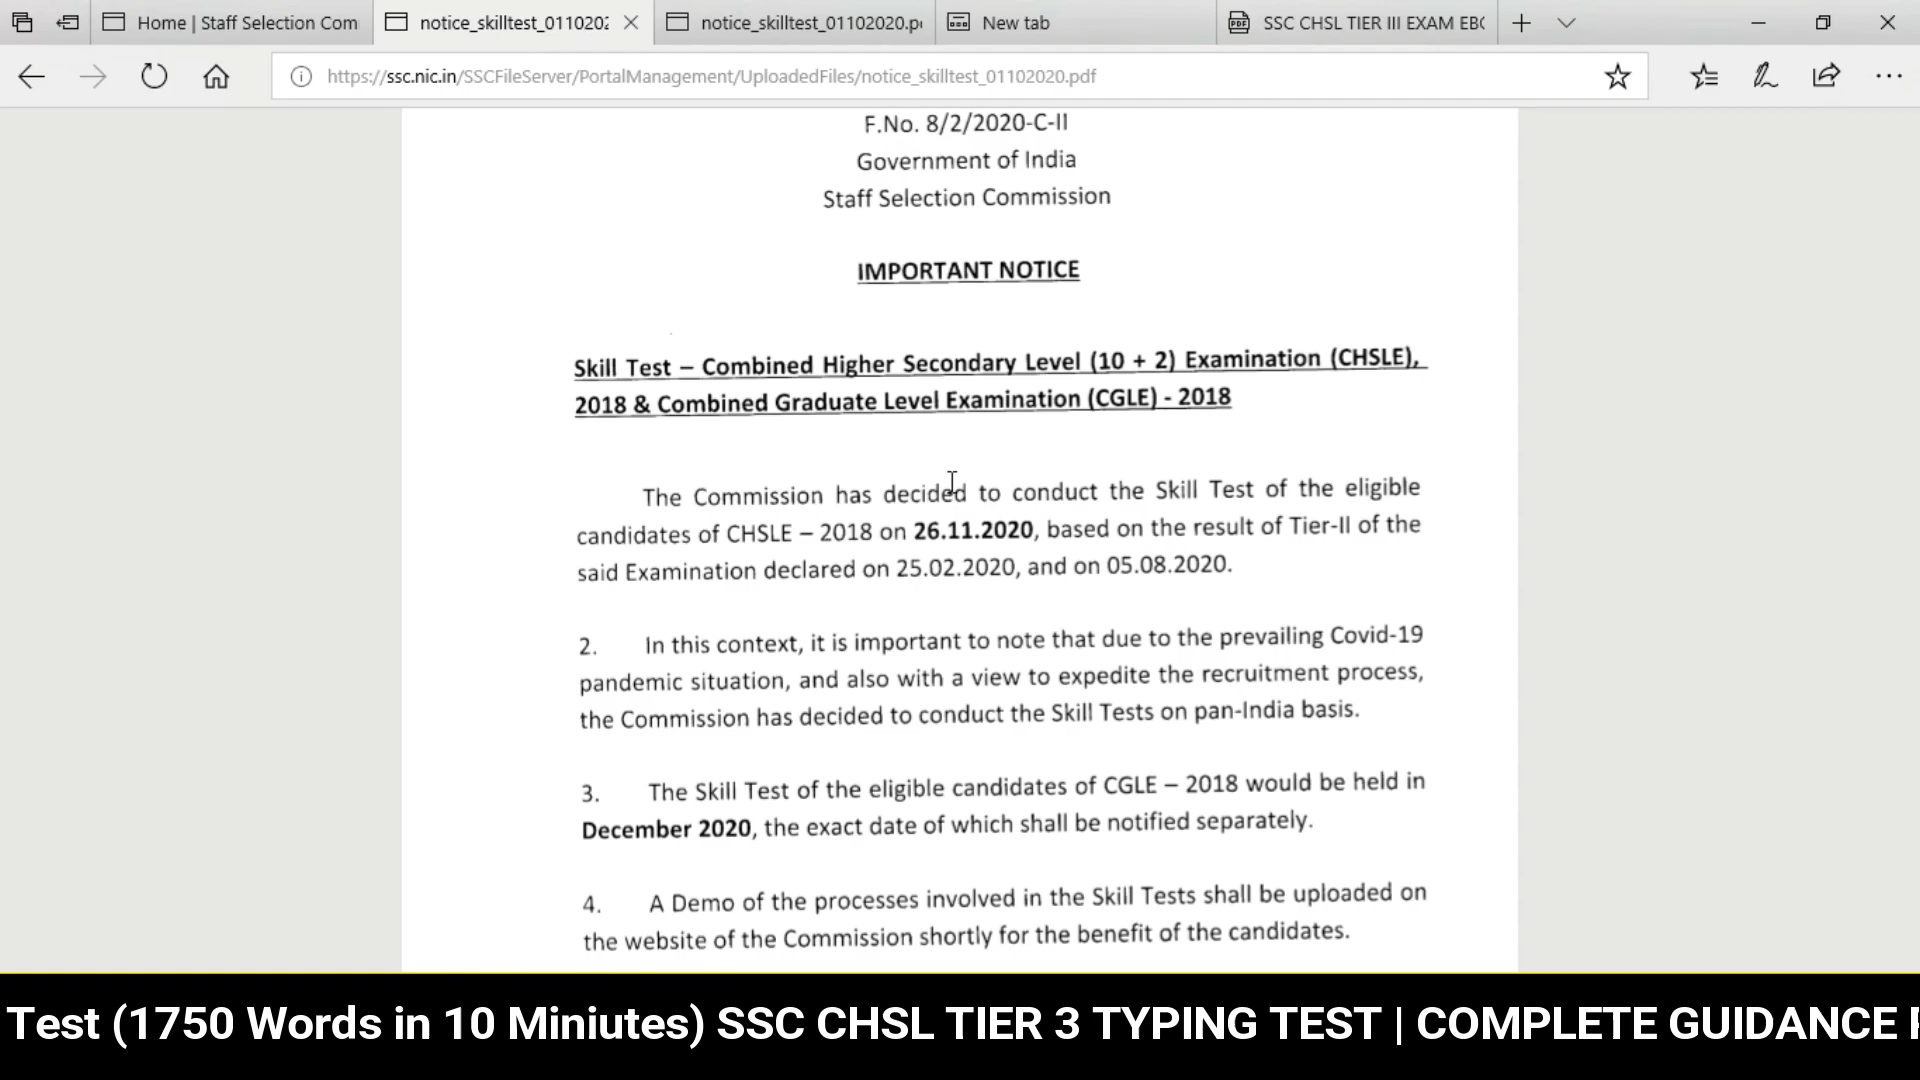 Home | Staff Selection Com
notice_skilltest_0110202
notice_skilltest_01102020.p
New tab
SSC CHSL TIER III EXAM EBC
https://ssc.nic.in/SSCFileServer/PortalManagement/UploadedFiles/notice_skilltest_01102020.pdf
F.No. 8/2/2020-C-II
Government of India
Staff Selection Commission
IMPORTANT NOTICE
Skill Test – Combined Higher Secondary Level (10 + 2) Examination (CHSLE),
2018 & Combined Graduate Level Examination (CGLE) - 2018
The Commission has decided to conduct the Skill Test of the eligible
candidates of CHSLE – 2018 on 26.11.2020, based on the result of Tier-II of the
said Examination declared on 25.02.2020, and on 05.08.2020.
2. In this context, it is important to note that due to the prevailing Covid-19
pandemic situation, and also with a view to expedite the recruitment process,
the Commission has decided to conduct the Skill Tests on pan-India basis.
3. The Skill Test of the eligible candidates of CGLE – 2018 would be held in
December 2020, the exact date of which shall be notified separately.
4. A Demo of the processes involved in the Skill Tests shall be uploaded on
the website of the Commission shortly for the benefit of the candidates.
Test (1750 Words in 10 Miniutes) SSC CHSL TIER 3 TYPING TEST | COMPLETE GUIDANCE